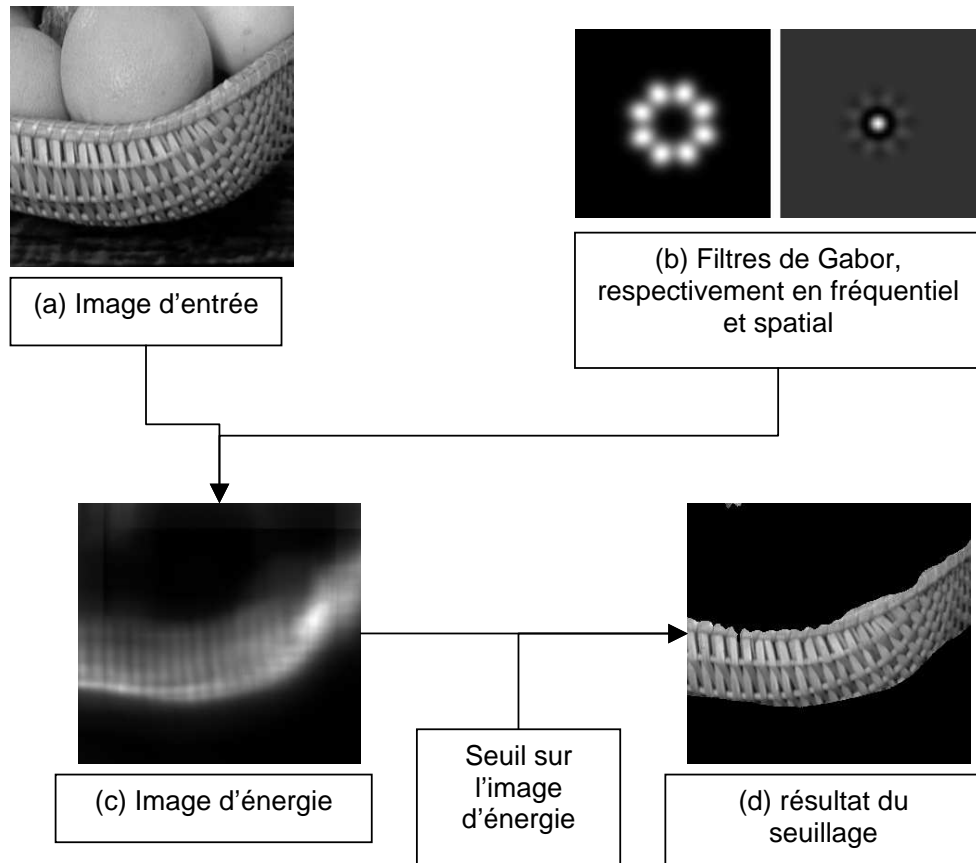 (a) Image d’entrée
(b) Filtres de Gabor,
respectivement en fréquentiel
et spatial
(c) Image d’énergie
Seuil sur
l’image
d’énergie
(d) résultat du
seuillage